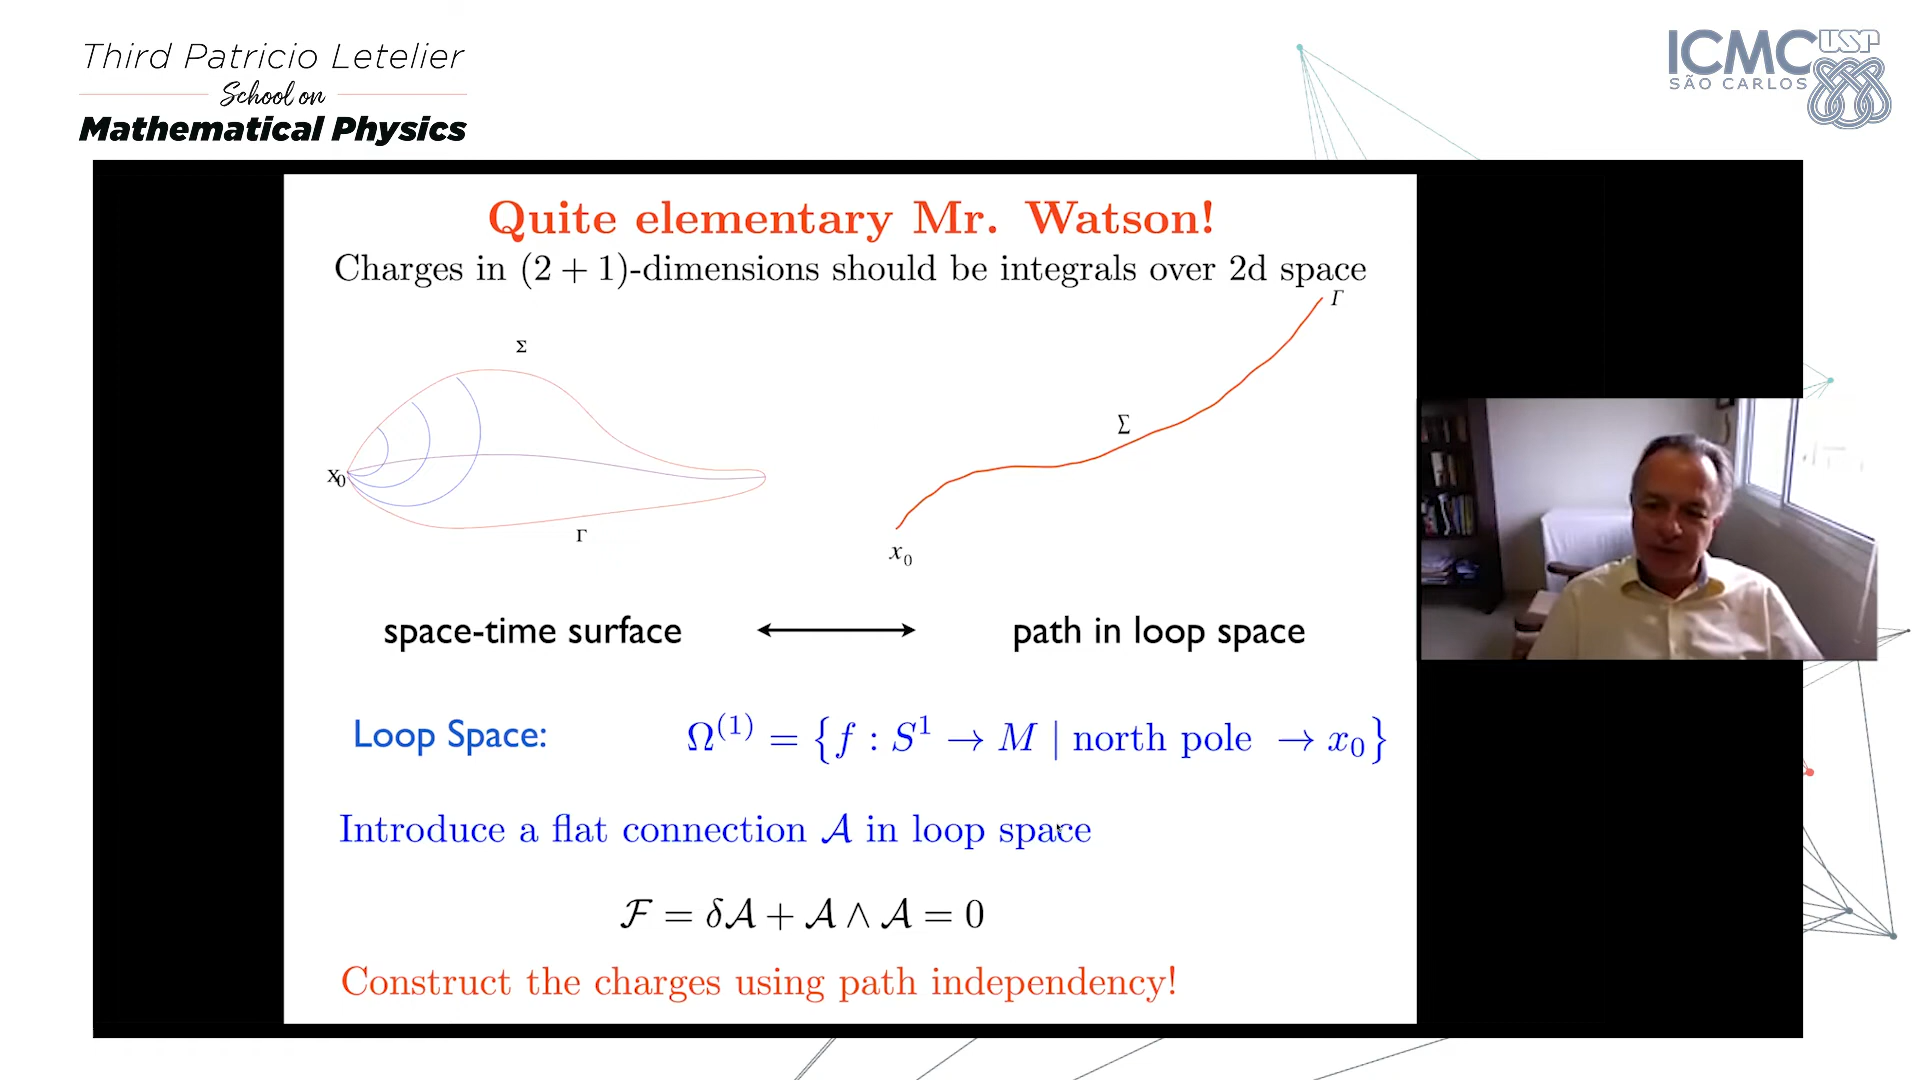 Third Patricio Letelier
School on
Mathematical Physics
ICMC USP
SÃO CARLOS
Quite elementary Mr. Watson!
Charges in (2 + 1)-dimensions should be integrals over 2d space
Γ
Σ
Σ
x₀
Γ
x₀
space-time surface ⟷ path in loop space
Loop Space: Ω⁽¹⁾ = {f : S¹ → M | north pole → x₀}
Introduce a flat connection 𝒜 in loop space
ℱ = δ𝒜 + 𝒜 ∧ 𝒜 = 0
Construct the charges using path independency!